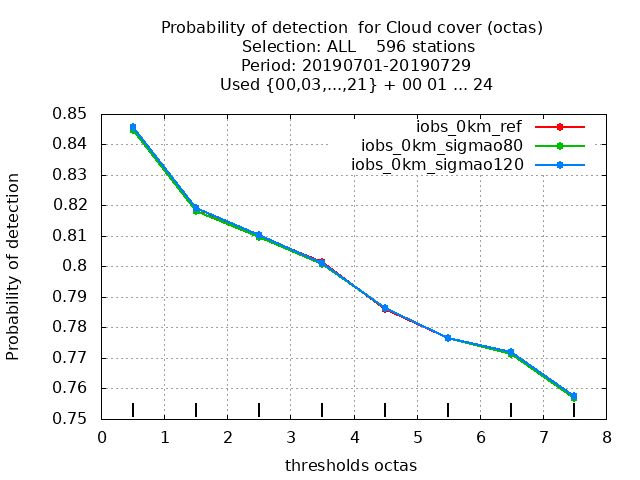 Probability of detection  for Cloud cover (octas)
Selection: ALL    596 stations
Period: 20190701-20190729
Used {00,03,...,21} + 00 01 ... 24
iobs_0km_ref
iobs_0km_sigmao80
iobs_0km_sigmao120
Probability of detection
0.85
0.84
0.83
0.82
0.81
0.8
0.79
0.78
0.77
0.76
0.75
0 1 2 3 4 5 6 7 8
thresholds octas